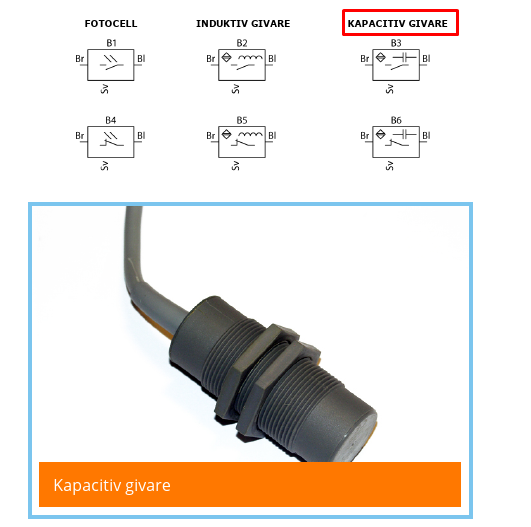 FOTOCELL INDUKTIV GIVARE KAPACITIV GIVARE
B1 B2 B3
Br Bl Br Bl Br Bl
Sv Sv Sv
B4 B5 B6
Br Bl Br Bl Br Bl
Sv Sv Sv
Kapacitiv givare